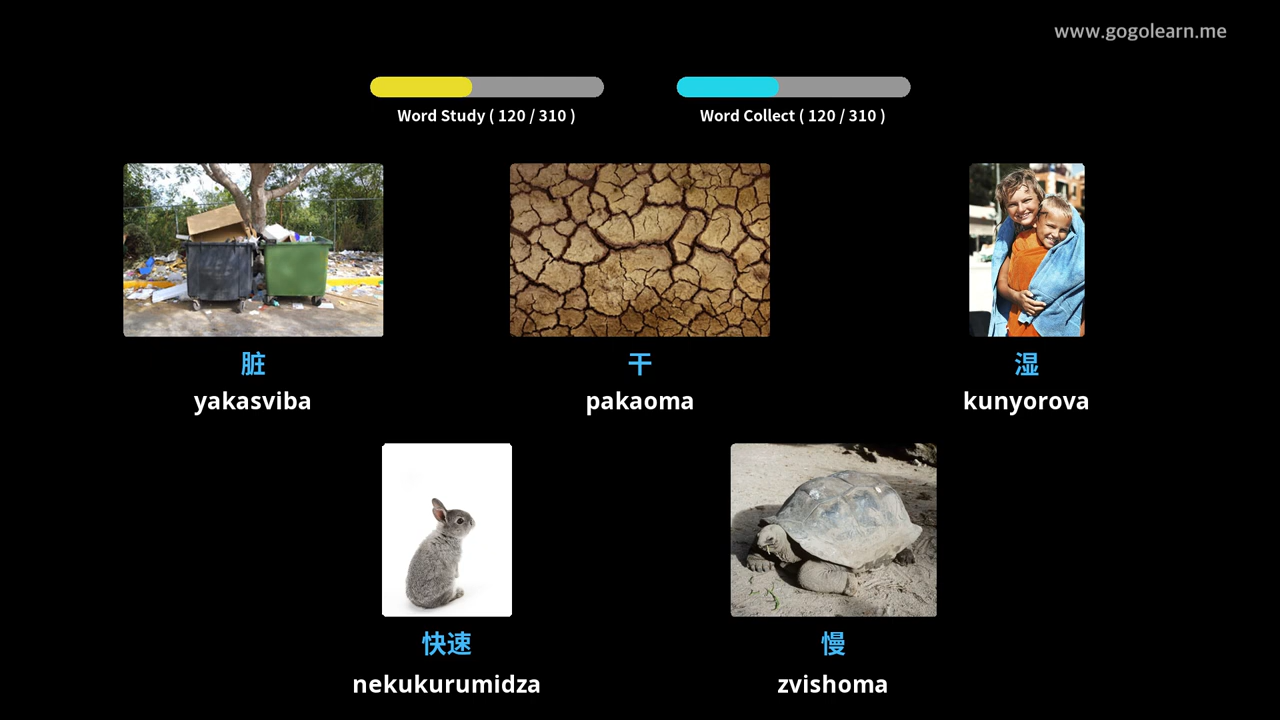 www.gogolearn.me
Word Study ( 120 / 310 )
Word Collect ( 120 / 310 )
脏
yakasviba
干
pakaoma
湿
kunyorova
快速
nekukurumidza
慢
zvishoma